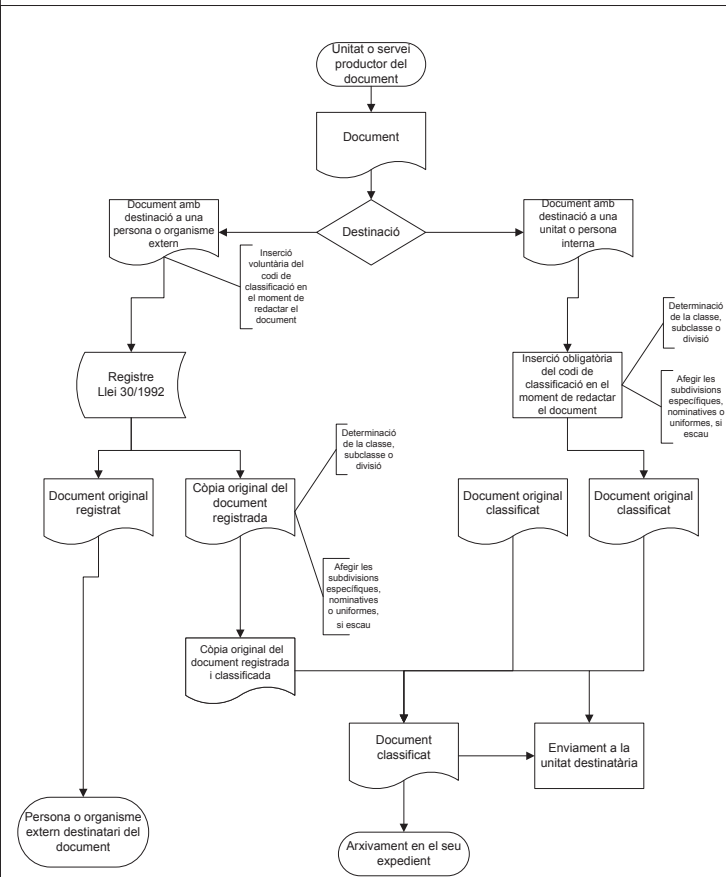 Unitat o servei
productor del
document
Document
Destinació
Document amb
destinació a una
persona o organisme
extern
Document amb
destinació a una
unitat o persona
interna
Inserció
voluntària del
codi de
classificació en
el moment de
redactar el
document
Determinació
de la classe,
subclasse o
divisió
Inserció obligatòria
del codi de
classificació en el
moment de redactar
el document
Afegir les
subdivisions
específiques,
nominatives o
uniformes, si
escau
Registre
Llei 30/1992
Determinació
de la classe,
subclasse o
divisió
Document original
registrat
Còpia original del
document
registrada
Document original
classificat
Document original
classificat
Afegir les
subdivisions
específiques,
nominatives
o uniformes,
si escau
Còpia original del
document registrada
i classificada
Document
classificat
Enviament a la
unitat destinatària
Persona o organisme
extern destinatari del
document
Arxivament en el seu
expedient